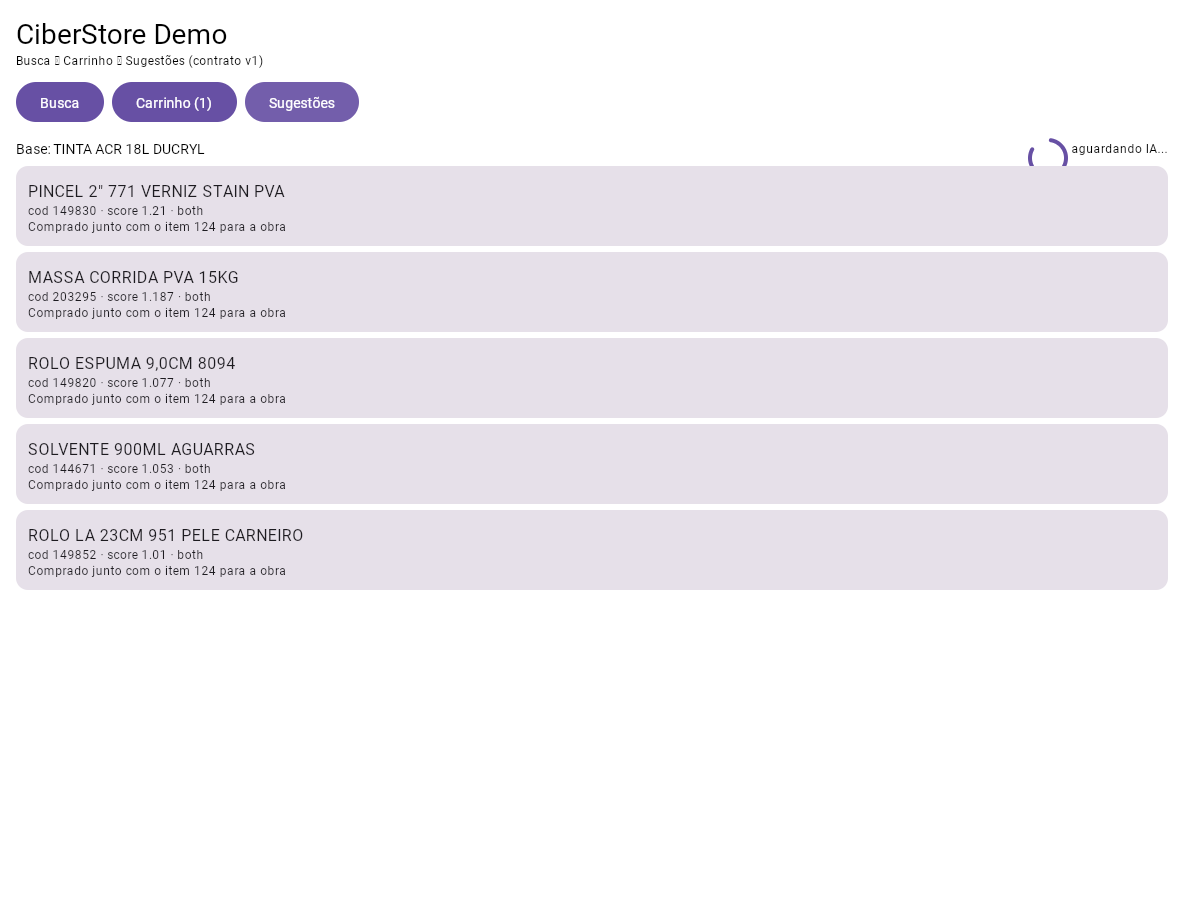 CiberStore Demo
Busca ▯ Carrinho ▯ Sugestões (contrato v1)
Busca
Carrinho (1)
Sugestões
Base: TINTA ACR 18L DUCRYL
aguardando IA...
PINCEL 2" 771 VERNIZ STAIN PVA
cod 149830 · score 1.21 · both
Comprado junto com o item 124 para a obra
MASSA CORRIDA PVA 15KG
cod 203295 · score 1.187 · both
Comprado junto com o item 124 para a obra
ROLO ESPUMA 9,0CM 8094
cod 149820 · score 1.077 · both
Comprado junto com o item 124 para a obra
SOLVENTE 900ML AGUARRAS
cod 144671 · score 1.053 · both
Comprado junto com o item 124 para a obra
ROLO LA 23CM 951 PELE CARNEIRO
cod 149852 · score 1.01 · both
Comprado junto com o item 124 para a obra